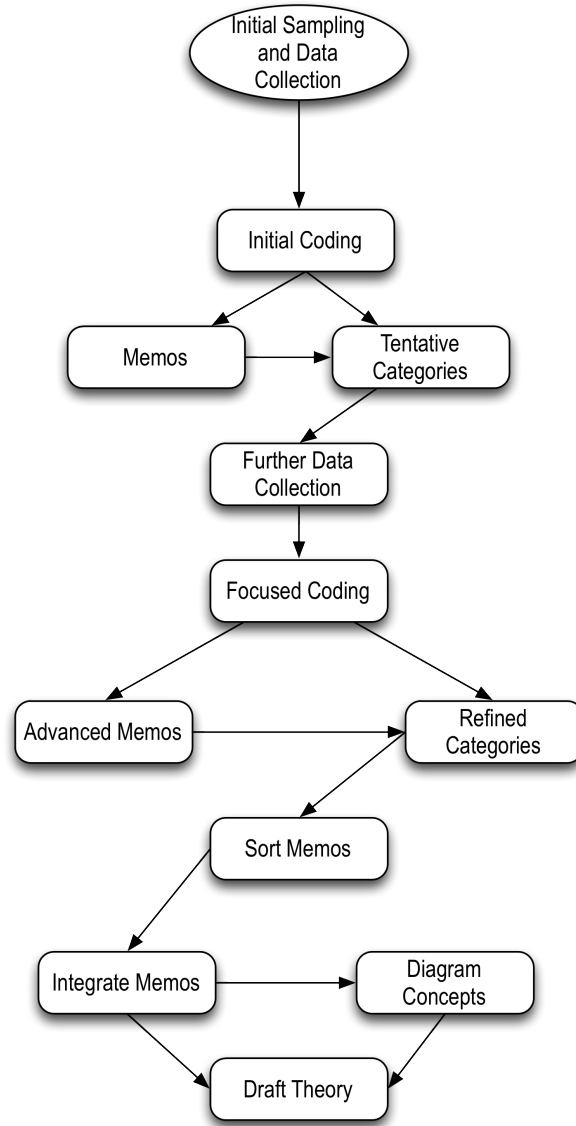 Initial Sampling
and Data
Collection
Initial Coding
Memos
Tentative
Categories
Further Data
Collection
Focused Coding
Advanced Memos
Refined
Categories
Sort Memos
Integrate Memos
Diagram
Concepts
Draft Theory